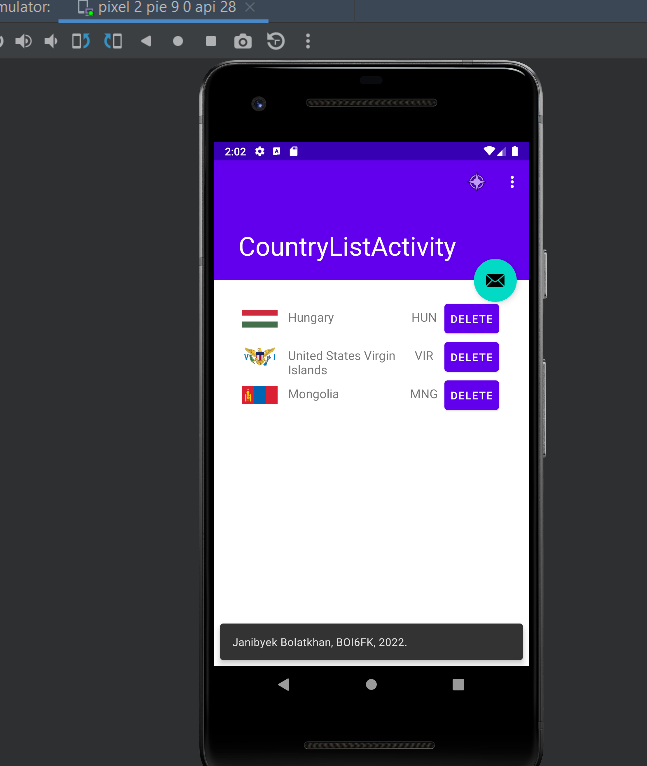 mulator:
pixel 2 pie 9 0 api 28
2:02
CountryListActivity
Hungary
HUN
DELETE
United States Virgin
Islands
VIR
DELETE
Mongolia
MNG
DELETE
Janibyek Bolatkhan, BOI6FK, 2022.